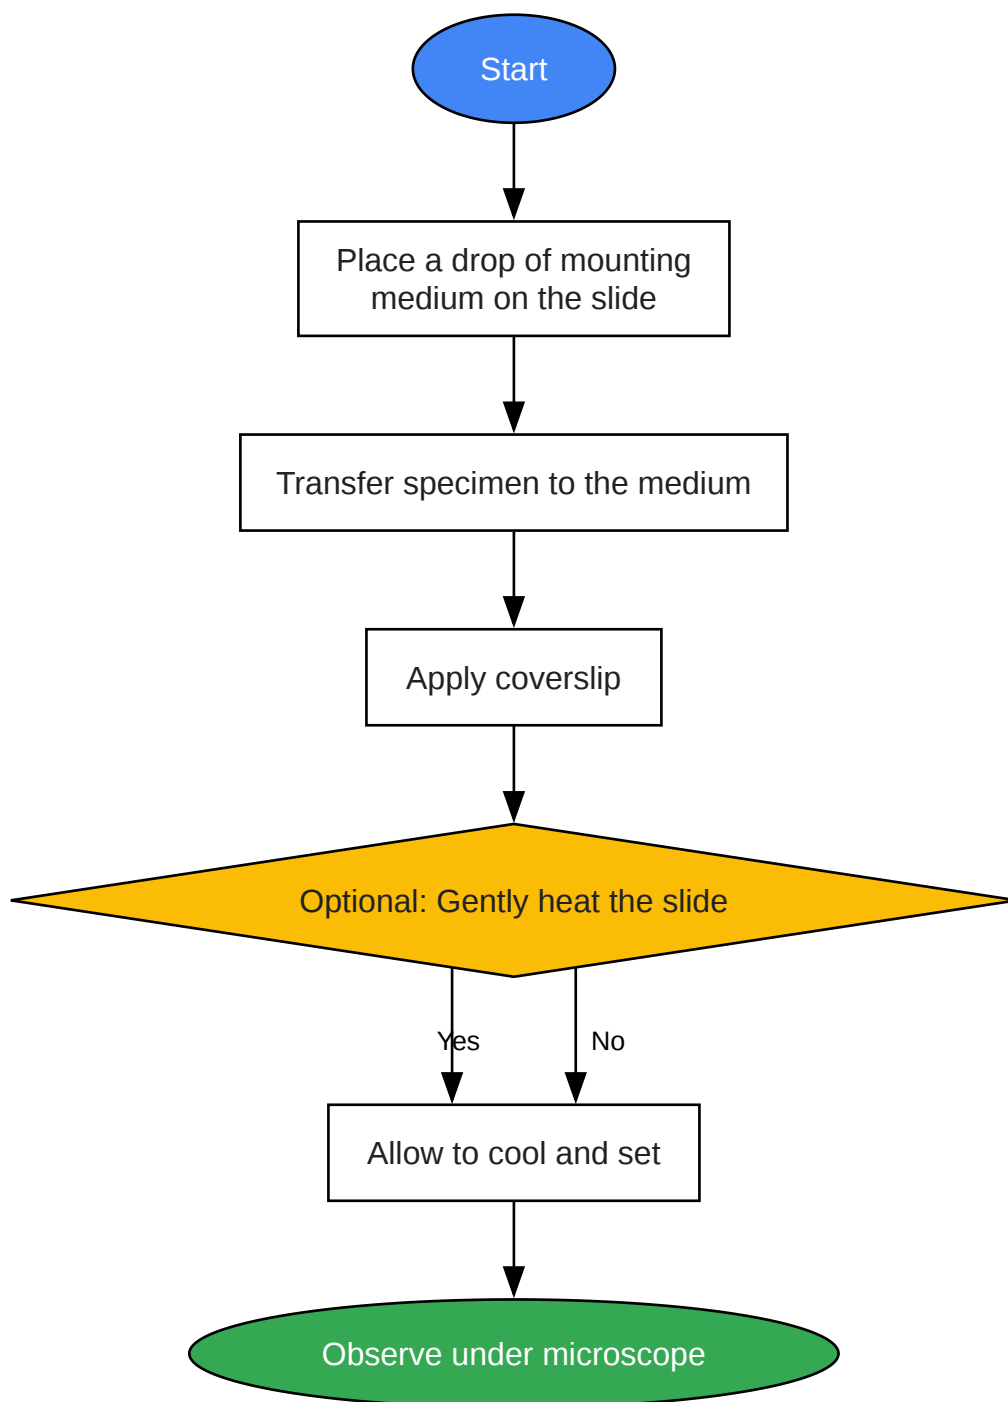 Start
Place a drop of mounting
medium on the slide
Transfer specimen to the medium
Apply coverslip
Optional: Gently heat the slide
Yes
No
Allow to cool and set
Observe under microscope